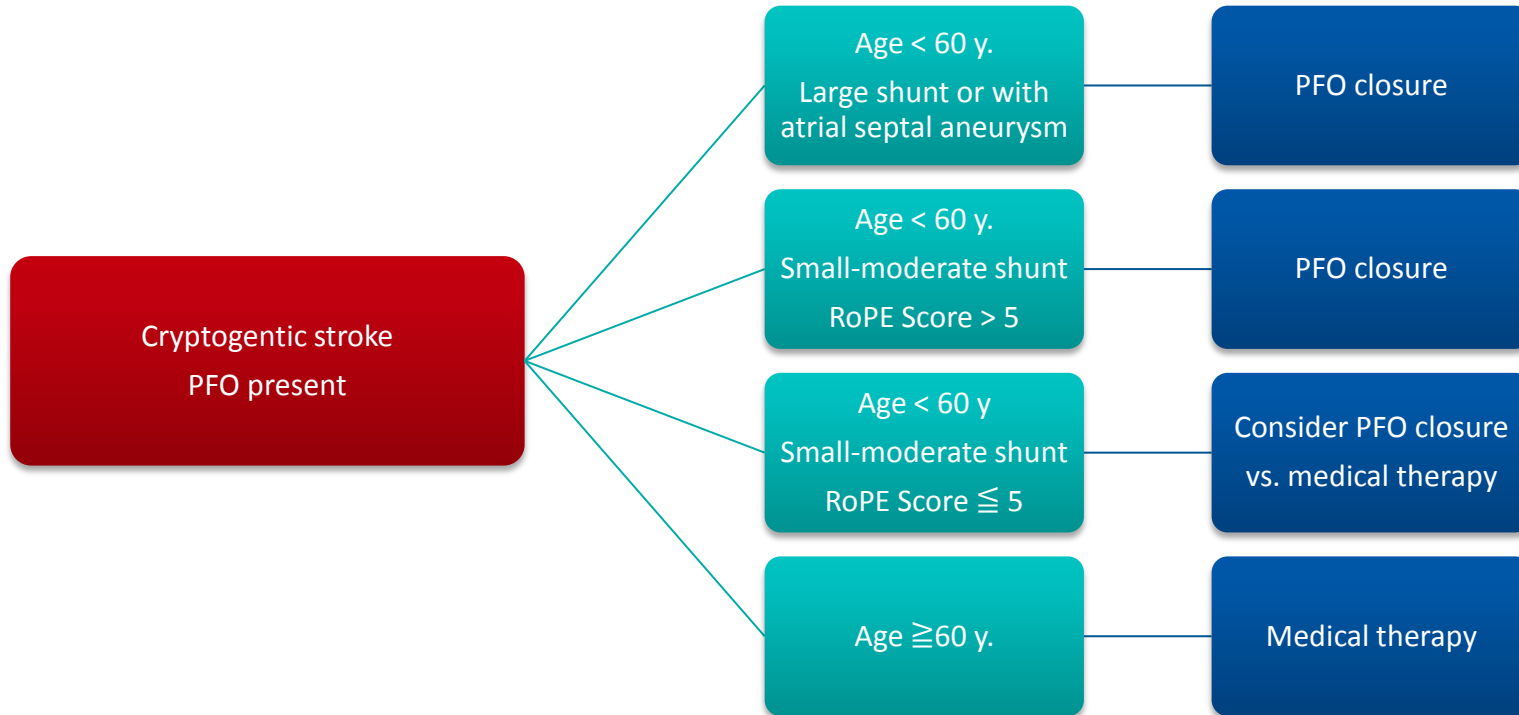 Cryptogentic stroke
PFO present
Age < 60 y.
Large shunt or with
atrial septal aneurysm
PFO closure
Age < 60 y.
Small-moderate shunt
RoPE Score > 5
PFO closure
Age < 60 y
Small-moderate shunt
RoPE Score ≦ 5
Consider PFO closure
vs. medical therapy
Age ≧60 y.
Medical therapy